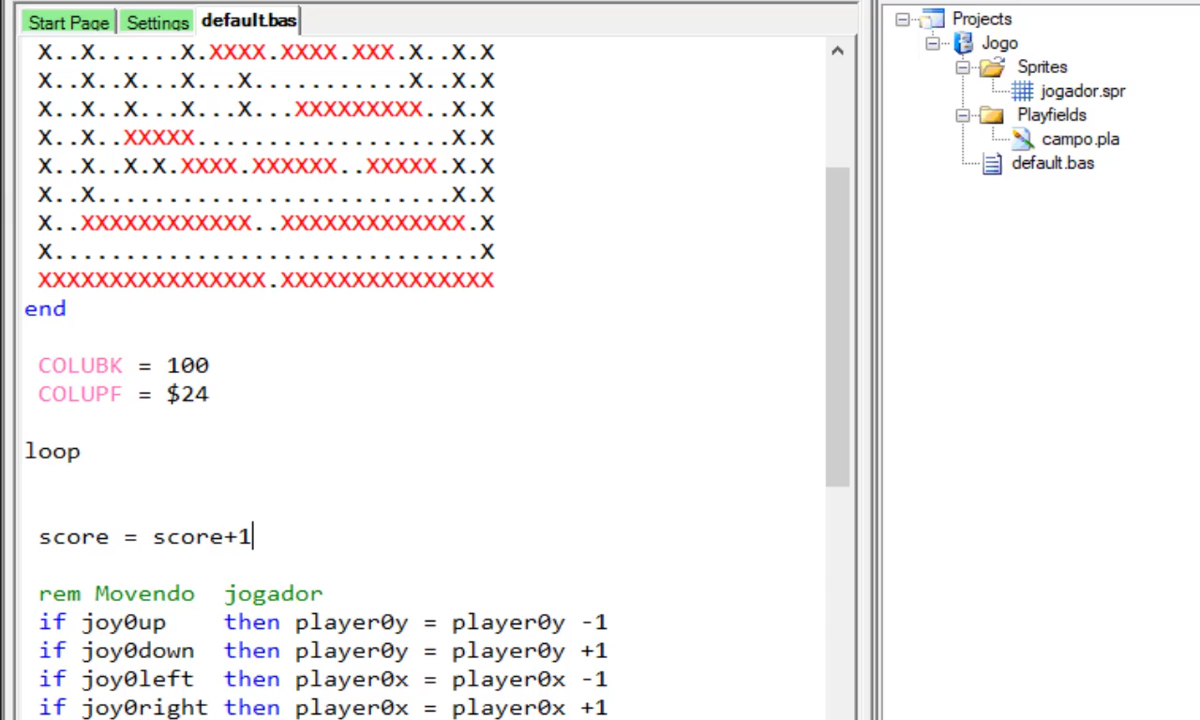 Start Page Settings default.bas
X..X......X.XXXX.XXXX.XXX.X..X.X
X..X..X...X...X...........X..X.X
X..X..X...X...X...XXXXXXXXX..X.X
X..X..XXXXX..................X.X
X..X..X.X.XXXX.XXXXXX..XXXXX.X.X
X..X.........................X.X
X..XXXXXXXXXXXX..XXXXXXXXXXXXX.X
X..............................X
XXXXXXXXXXXXXXXX.XXXXXXXXXXXXXXX
end
COLUBK = 100
COLUPF = $24
loop
score = score+1
rem Movendo  jogador
if joy0up    then player0y = player0y -1
if joy0down  then player0y = player0y +1
if joy0left  then player0x = player0x -1
if joy0right then player0x = player0x +1
Projects
Jogo
Sprites
jogador.spr
Playfields
campo.pla
default.bas